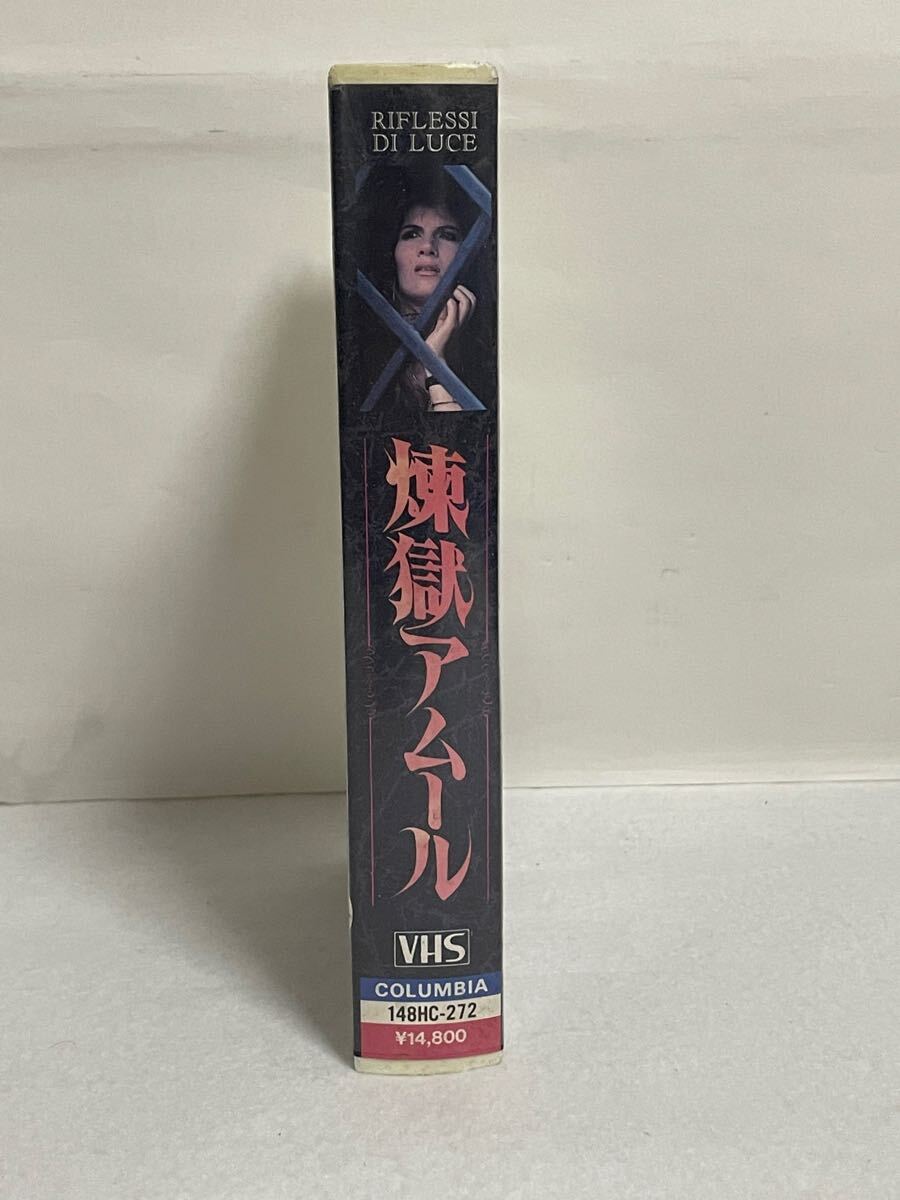 RIFLESSI
DI LUCE
煉獄アムール
VHS
COLUMBIA
148HC-272
¥14,800